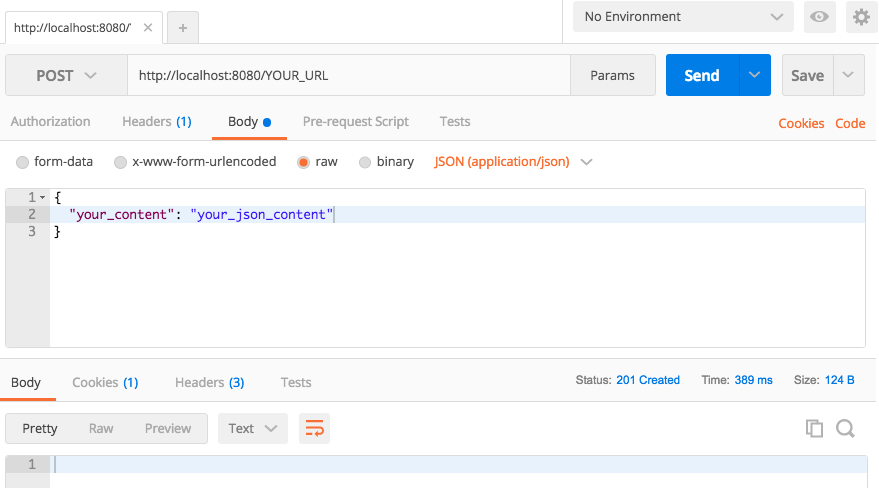 http://localhost:8080/'
No Environment
POST http://localhost:8080/YOUR_URL Params Send Save
Authorization Headers (1) Body Pre-request Script Tests Cookies Code
form-data x-www-form-urlencoded raw binary JSON (application/json)
1 {
2 "your_content": "your_json_content"
3 }
Body Cookies (1) Headers (3) Tests Status: 201 Created Time: 389 ms Size: 124 B
Pretty Raw Preview Text
1